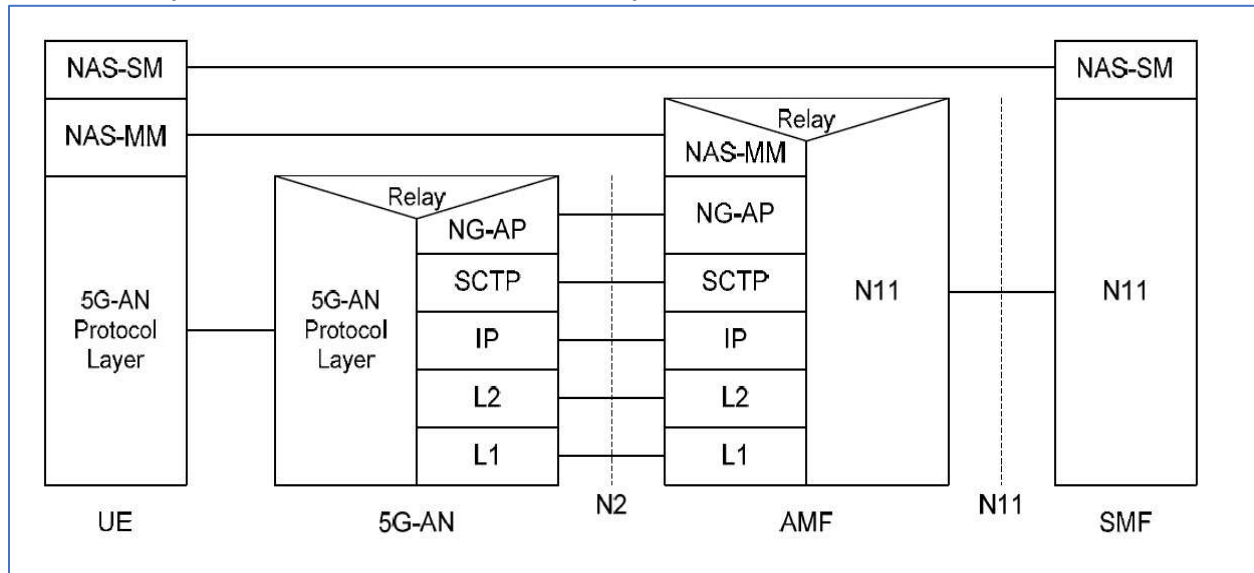 NAS-SM
NAS-SM
NAS-MM
Relay
NAS-MM
Relay
NG-AP
NG-AP
SCTP
SCTP
N11
N11
5G-AN
Protocol
Layer
5G-AN
Protocol
Layer
IP
IP
L2
L2
L1
L1
UE
5G-AN
N2
AMF
N11
SMF